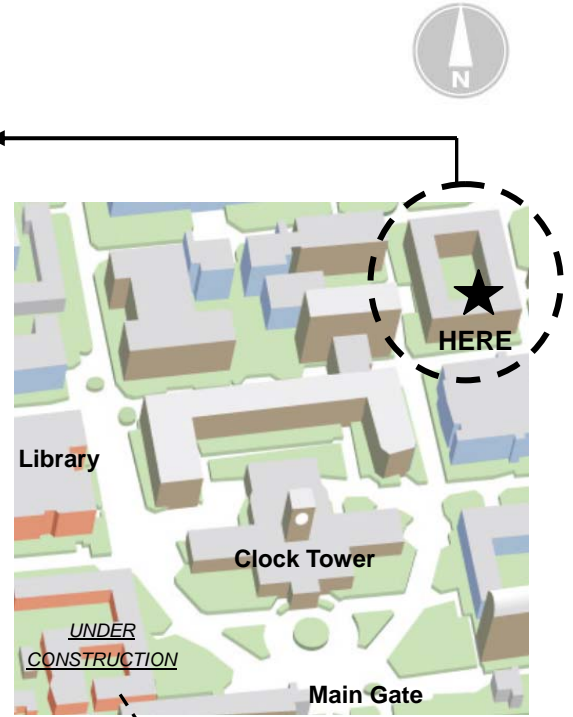 N
HERE
Library
Clock Tower
UNDER
CONSTRUCTION
Main Gate